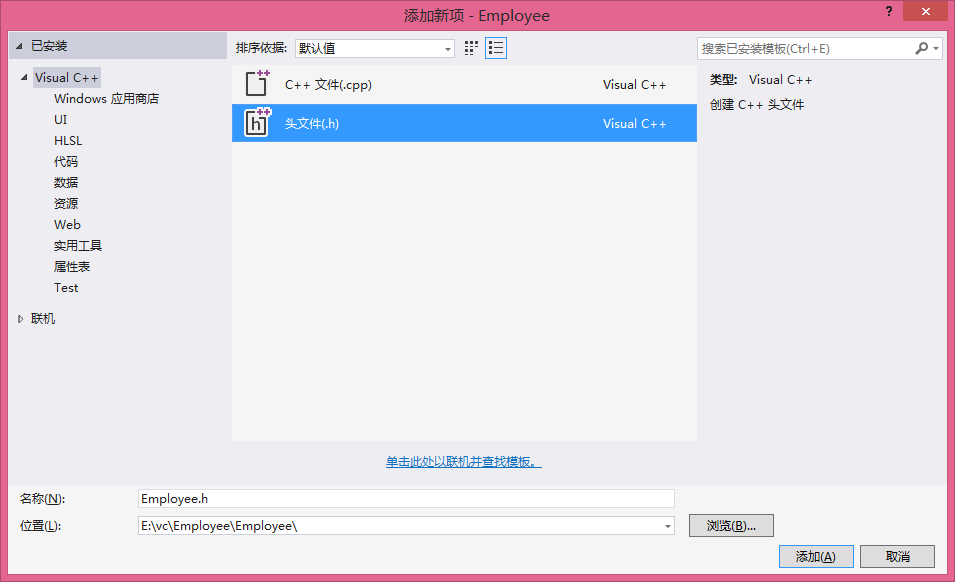 添加新项 - Employee
?
已安装
排序依据:
默认值
搜索已安装模板(Ctrl+E)
Visual C++
Windows 应用商店
UI
HLSL
代码
数据
资源
Web
实用工具
属性表
Test
联机
C++ 文件(.cpp)
Visual C++
头文件(.h)
Visual C++
类型: Visual C++
创建 C++ 头文件
单击此处以联机并查找模板。
名称(N):
Employee.h
位置(L):
E:\vc\Employee\Employee\
浏览(B)...
添加(A)
取消